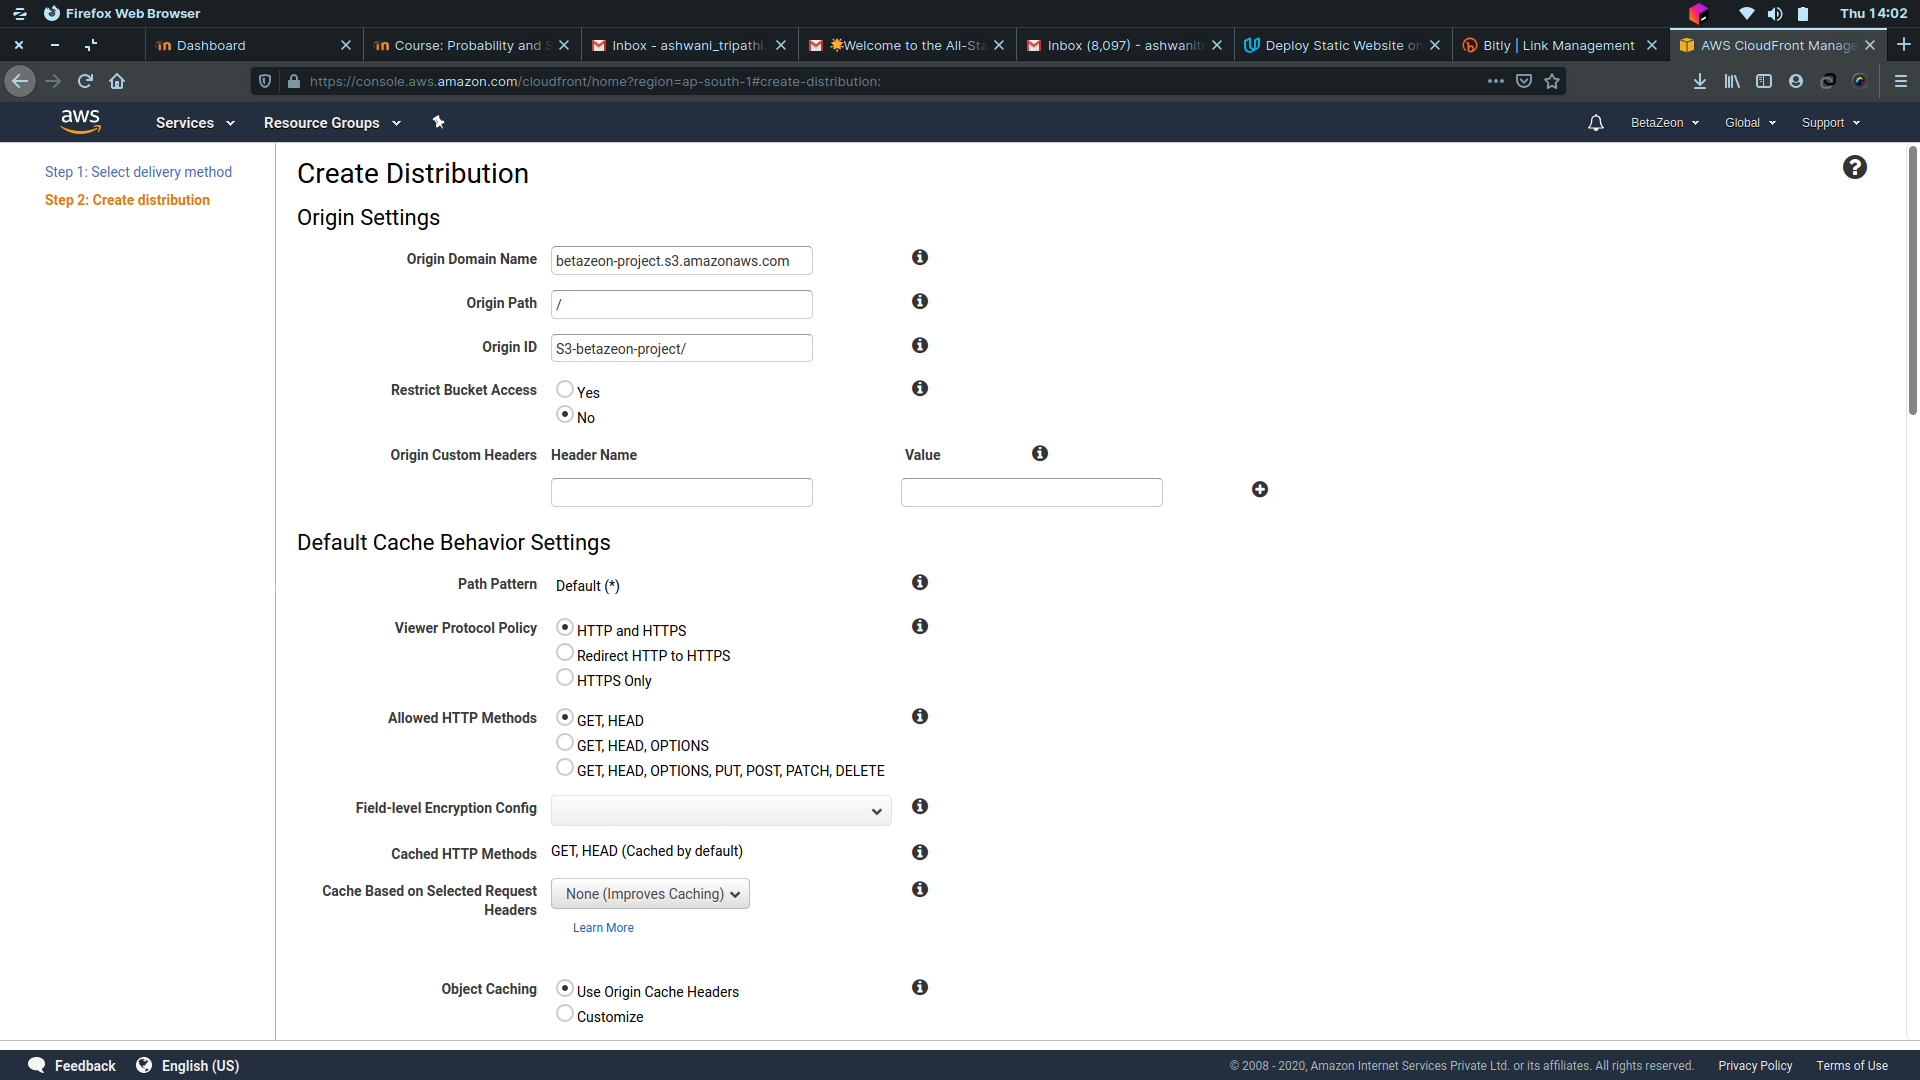 Firefox Web Browser
Thu 14:02
Dashboard
Course: Probability and S
Inbox - ashwani_tripathi.
Welcome to the All-Sta
Inbox (8,097) - ashwanitr
Deploy Static Website on
Bitly | Link Management
AWS CloudFront Manage
https://console.aws.amazon.com/cloudfront/home?region=ap-south-1#create-distribution:
aws
Services
Resource Groups
BetaZeon
Global
Support
Step 1: Select delivery method
Step 2: Create distribution
Create Distribution
Origin Settings
Origin Domain Name
betazeon-project.s3.amazonaws.com
Origin Path
/
Origin ID
S3-betazeon-project/
Restrict Bucket Access
Yes
No
Origin Custom Headers
Header Name
Value
Default Cache Behavior Settings
Path Pattern
Default (*)
Viewer Protocol Policy
HTTP and HTTPS
Redirect HTTP to HTTPS
HTTPS Only
Allowed HTTP Methods
GET, HEAD
GET, HEAD, OPTIONS
GET, HEAD, OPTIONS, PUT, POST, PATCH, DELETE
Field-level Encryption Config
Cached HTTP Methods
GET, HEAD (Cached by default)
Cache Based on Selected Request
Headers
None (Improves Caching)
Learn More
Object Caching
Use Origin Cache Headers
Customize
Feedback
English (US)
© 2008 - 2020, Amazon Internet Services Private Ltd. or its affiliates. All rights reserved.
Privacy Policy
Terms of Use